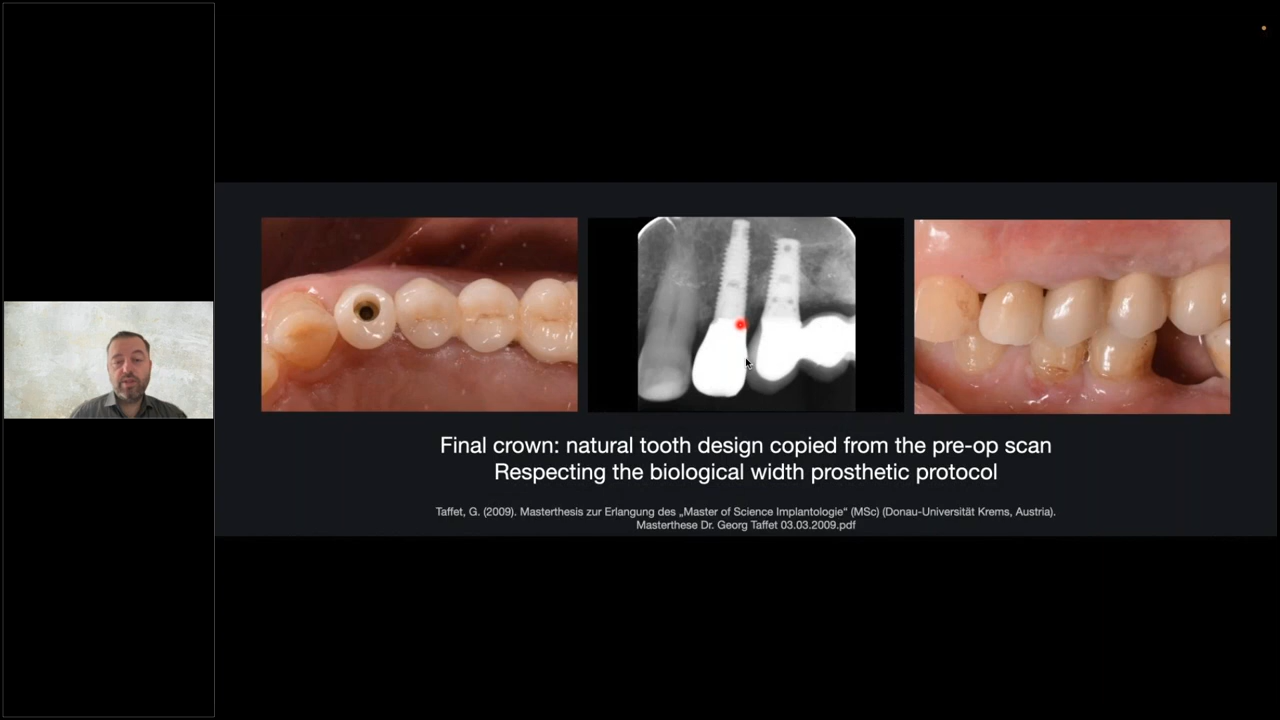 Final crown: natural tooth design copied from the pre-op scan
Respecting the biological width prosthetic protocol
Taffet, G. (2009). Masterthesis zur Erlangung des „Master of Science Implantologie“ (MSc) (Donau-Universität Krems, Austria).
Masterthese Dr. Georg Taffet 03.03.2009.pdf